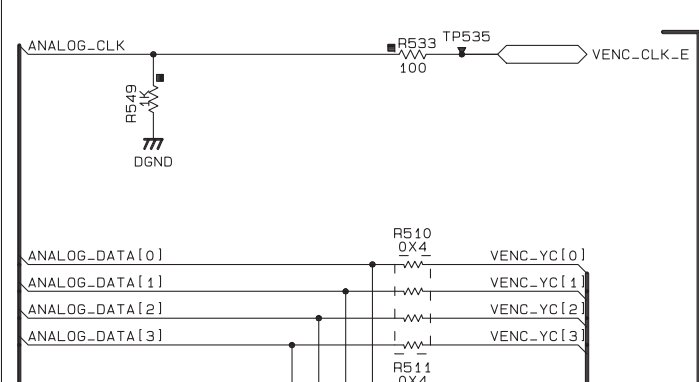 ANALOG_CLK
R533
100
TP535
VENC_CLK_E
R549
1K
DGND
R510
0X4
ANALOG_DATA[0]
VENC_YC[0]
ANALOG_DATA[1]
VENC_YC[1]
ANALOG_DATA[2]
VENC_YC[2]
ANALOG_DATA[3]
VENC_YC[3]
R511
0X4